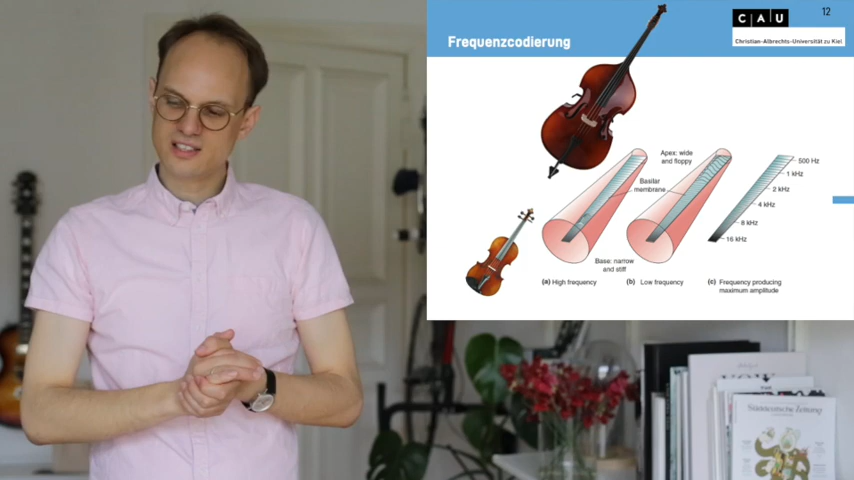 Frequenzcodierung
CAU
12
Christian-Albrechts-Universität zu Kiel
Apex: wide
and floppy
Basilar
membrane
500 Hz
1 kHz
2 kHz
4 kHz
8 kHz
16 kHz
Base: narrow
and stiff
(a) High frequency
(b) Low frequency
(c) Frequency producing
maximum amplitude
Süddeutsche Zeitung